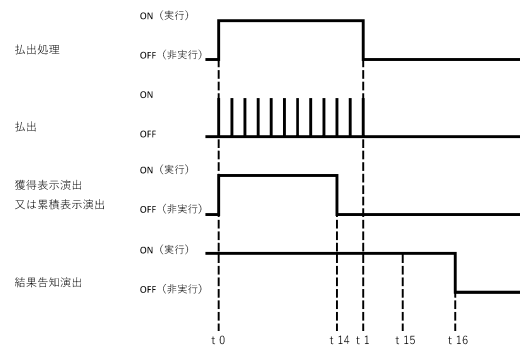 ON（実行）
払出処理
OFF（非実行）
ON
払出
OFF
ON（実行）
獲得表示演出
又は累積表示演出
OFF（非実行）
ON（実行）
結果告知演出
OFF（非実行）
t 0
t 14
t 1
t 15
t 16